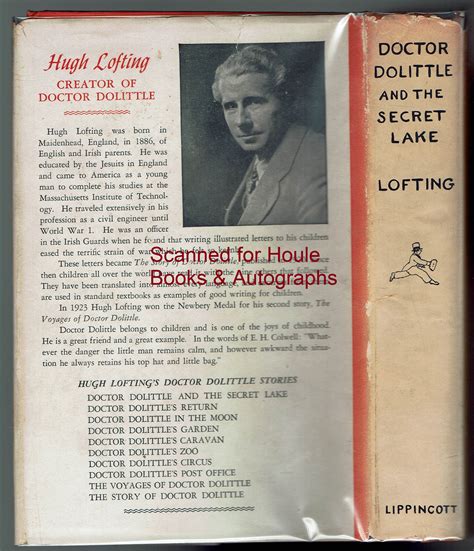 Hugh Lofting
CREATOR OF
DOCTOR DOLITTLE
Hugh Lofting was born in
Maidenhead, England, in 1886, of
English and Irish parents. He was
educated by the Jesuits in England
and came to America as a young
man to complete his studies at the
Massachusetts Institute of Technol-
ogy. He traveled extensively in his
profession as a civil engineer until
World War 1. He was an officer
in the Irish Guards when he found that writing illustrated letters to his children
eased the terrific strain of war
These letters became The Story of Doctor Dolittle,
then children all over the
They have been translated into
are used in standard textbooks as examples of good writing for children.
In 1923 Hugh Lofting won the Newbery Medal for his second story, The
Voyages of Doctor Dolittle.
Doctor Dolittle belongs to children and is one of the joys of childhood.
He is a great friend and a great example. In the words of E. H. Colwell: "What-
ever the danger the little man remains calm, and however awkward the situa-
tion he always retains his top hat and little bag."
HUGH LOFTING'S DOCTOR DOLITTLE STORIES
DOCTOR DOLITTLE AND THE SECRET LAKE
DOCTOR DOLITTLE'S RETURN
DOCTOR DOLITTLE IN THE MOON
DOCTOR DOLITTLE'S GARDEN
DOCTOR DOLITTLE'S CARAVAN
DOCTOR DOLITTLE'S ZOO
DOCTOR DOLITTLE'S CIRCUS
DOCTOR DOLITTLE'S POST OFFICE
THE VOYAGES OF DOCTOR DOLITTLE
THE STORY OF DOCTOR DOLITTLE
Scanned for Houle
Books & Autographs
DOCTOR
DOLITTLE
AND THE
SECRET
LAKE
LOFTING
LIPPINCOTT